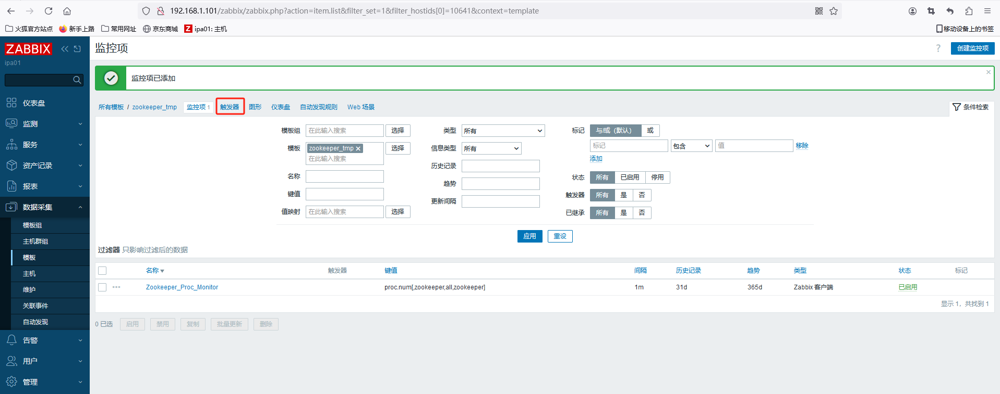 192.168.1.101/zabbix/zabbix.php?action=item.list&filter_set=1&filter_hostids[0]=10641&context=template
火狐官方站点 新手上路 常用网址 京东商城 Z ipa01: 主机 移动设备上的书签
ZABBIX
ipa01
仪表盘
监测
服务
资产记录
报表
数据采集
模板组
主机群组
模板
主机
维护
关联事件
自动发现
告警
用户
管理
监控项
? 创建监控项
监控项已添加
所有模板 / zookeeper_tmp 监控项 1 触发器 图形 仪表盘 自动发现规则 Web 场景 条件检索
模板组 在此输入搜索 选择
模板 zookeeper_tmp 选择
在此输入搜索
名称
键值
值映射 在此输入搜索 选择
类型 所有
信息类型 所有
历史记录
趋势
更新间隔
标记 与/或（默认） 或
标记 包含 值 移除
添加
状态 所有 已启用 停用
触发器 所有 是 否
已继承 所有 是 否
应用 重设
过滤器 只影响过滤后的数据
名称 触发器 键值 间隔 历史记录 趋势 类型 状态 标记
Zookeeper_Proc_Monitor proc.num[,zookeeper,all,zookeeper] 1m 31d 365d Zabbix 客户端 已启用
显示 1，共找到 1
0 已选 启用 禁用 复制 批量更新 删除